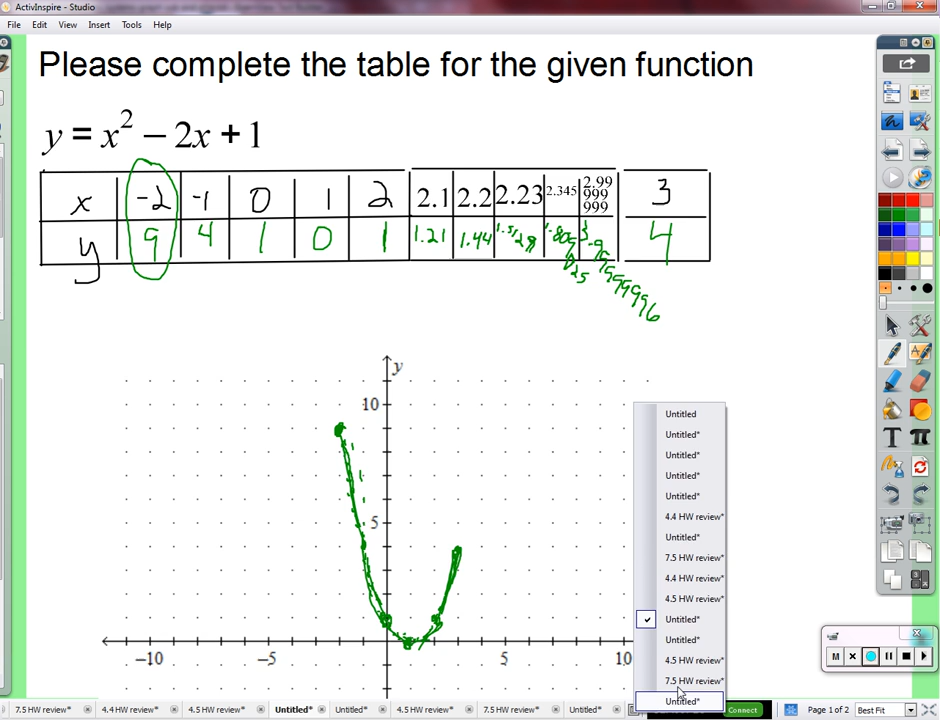 ActivInspire - Studio
File Edit View Insert Tools Help
Please complete the table for the given function
y = x² − 2x + 1
x -2 -1 0 1 2 2.1 2.2 2.23 2.345 2.99 999 999 3
y 9 4 1 0 1 1.21 1.44 4
y
10
5
−10 −5 5 10
Untitled
Untitled*
Untitled*
Untitled*
Untitled*
4.4 HW review*
Untitled*
7.5 HW review*
4.4 HW review*
4.5 HW review*
Untitled*
Untitled*
4.5 HW review*
7.5 HW review*
Untitled*
M
7.5 HW review* 4.4 HW review* 4.5 HW review* Untitled* Untitled* 4.5 HW review* 7.5 HW review* Untitled* Connect Page 1 of 2 Best Fit